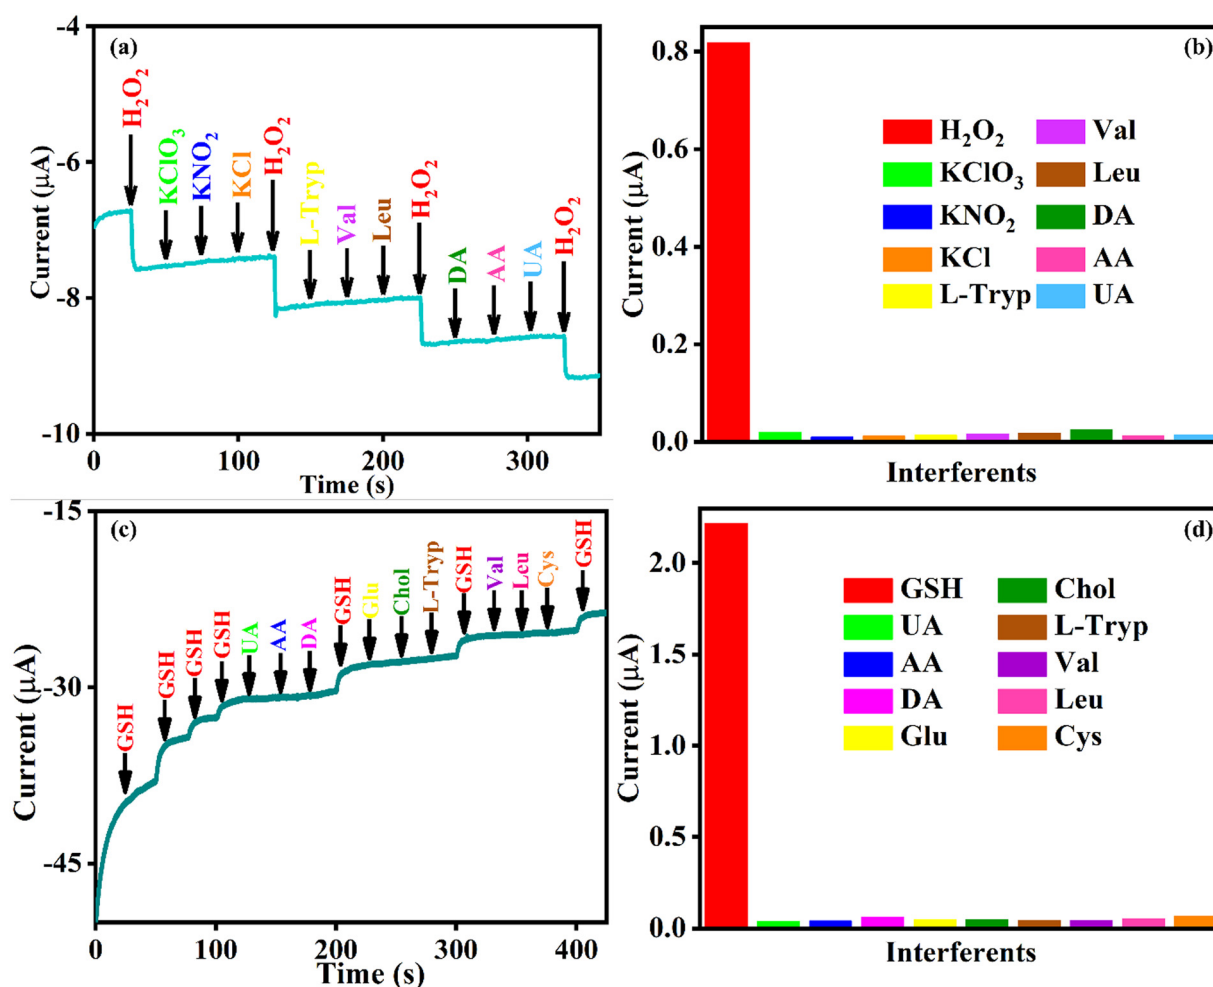 (a)
-4
-6
-8
-10
0
100
200
300
Current (μA)
Time (s)
H₂O₂
KClO₃
KNO₂
KCl
H₂O₂
L-Tryp
Val
Leu
H₂O₂
DA
AA
UA
H₂O₂
(b)
0.8
0.6
0.4
0.2
0.0
Current (μA)
Interferents
H₂O₂
KClO₃
KNO₂
KCl
L-Tryp
Val
Leu
DA
AA
UA
(c)
-15
-30
-45
0
100
200
300
400
Current (μA)
Time (s)
GSH
GSH
GSH
GSH
UA
AA
DA
GSH
Glu
Chol
L-Tryp
GSH
Val
Leu
Cys
GSH
(d)
2.0
1.5
1.0
0.5
0.0
Current (μA)
Interferents
GSH
UA
AA
DA
Glu
Chol
L-Tryp
Val
Leu
Cys